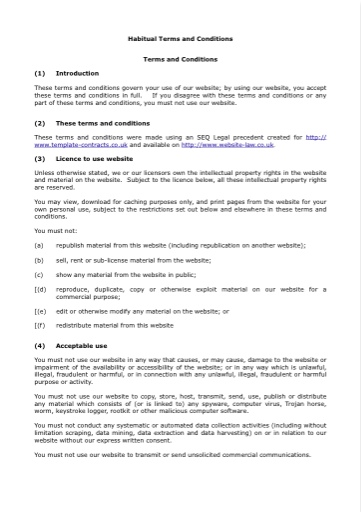 Habitual Terms and Conditions
Terms and Conditions
(1) Introduction
These terms and conditions govern your use of our website; by using our website, you accept
these terms and conditions in full. If you disagree with these terms and conditions or any
part of these terms and conditions, you must not use our website.
(2) These terms and conditions
These terms and conditions were made using an SEQ Legal precedent created for http://
www.template-contracts.co.uk and available on http://www.website-law.co.uk.
(3) Licence to use website
Unless otherwise stated, we or our licensors own the intellectual property rights in the website
and material on the website. Subject to the licence below, all these intellectual property rights
are reserved.
You may view, download for caching purposes only, and print pages from the website for your
own personal use, subject to the restrictions set out below and elsewhere in these terms and
conditions.
You must not:
(a) republish material from this website (including republication on another website);
(b) sell, rent or sub-license material from the website;
(c) show any material from the website in public;
[(d) reproduce, duplicate, copy or otherwise exploit material on our website for a
commercial purpose;
[(e) edit or otherwise modify any material on the website; or
[(f) redistribute material from this website
(4) Acceptable use
You must not use our website in any way that causes, or may cause, damage to the website or
impairment of the availability or accessibility of the website; or in any way which is unlawful,
illegal, fraudulent or harmful, or in connection with any unlawful, illegal, fraudulent or harmful
purpose or activity.
You must not use our website to copy, store, host, transmit, send, use, publish or distribute
any material which consists of (or is linked to) any spyware, computer virus, Trojan horse,
worm, keystroke logger, rootkit or other malicious computer software.
You must not conduct any systematic or automated data collection activities (including without
limitation scraping, data mining, data extraction and data harvesting) on or in relation to our
website without our express written consent.
You must not use our website to transmit or send unsolicited commercial communications.